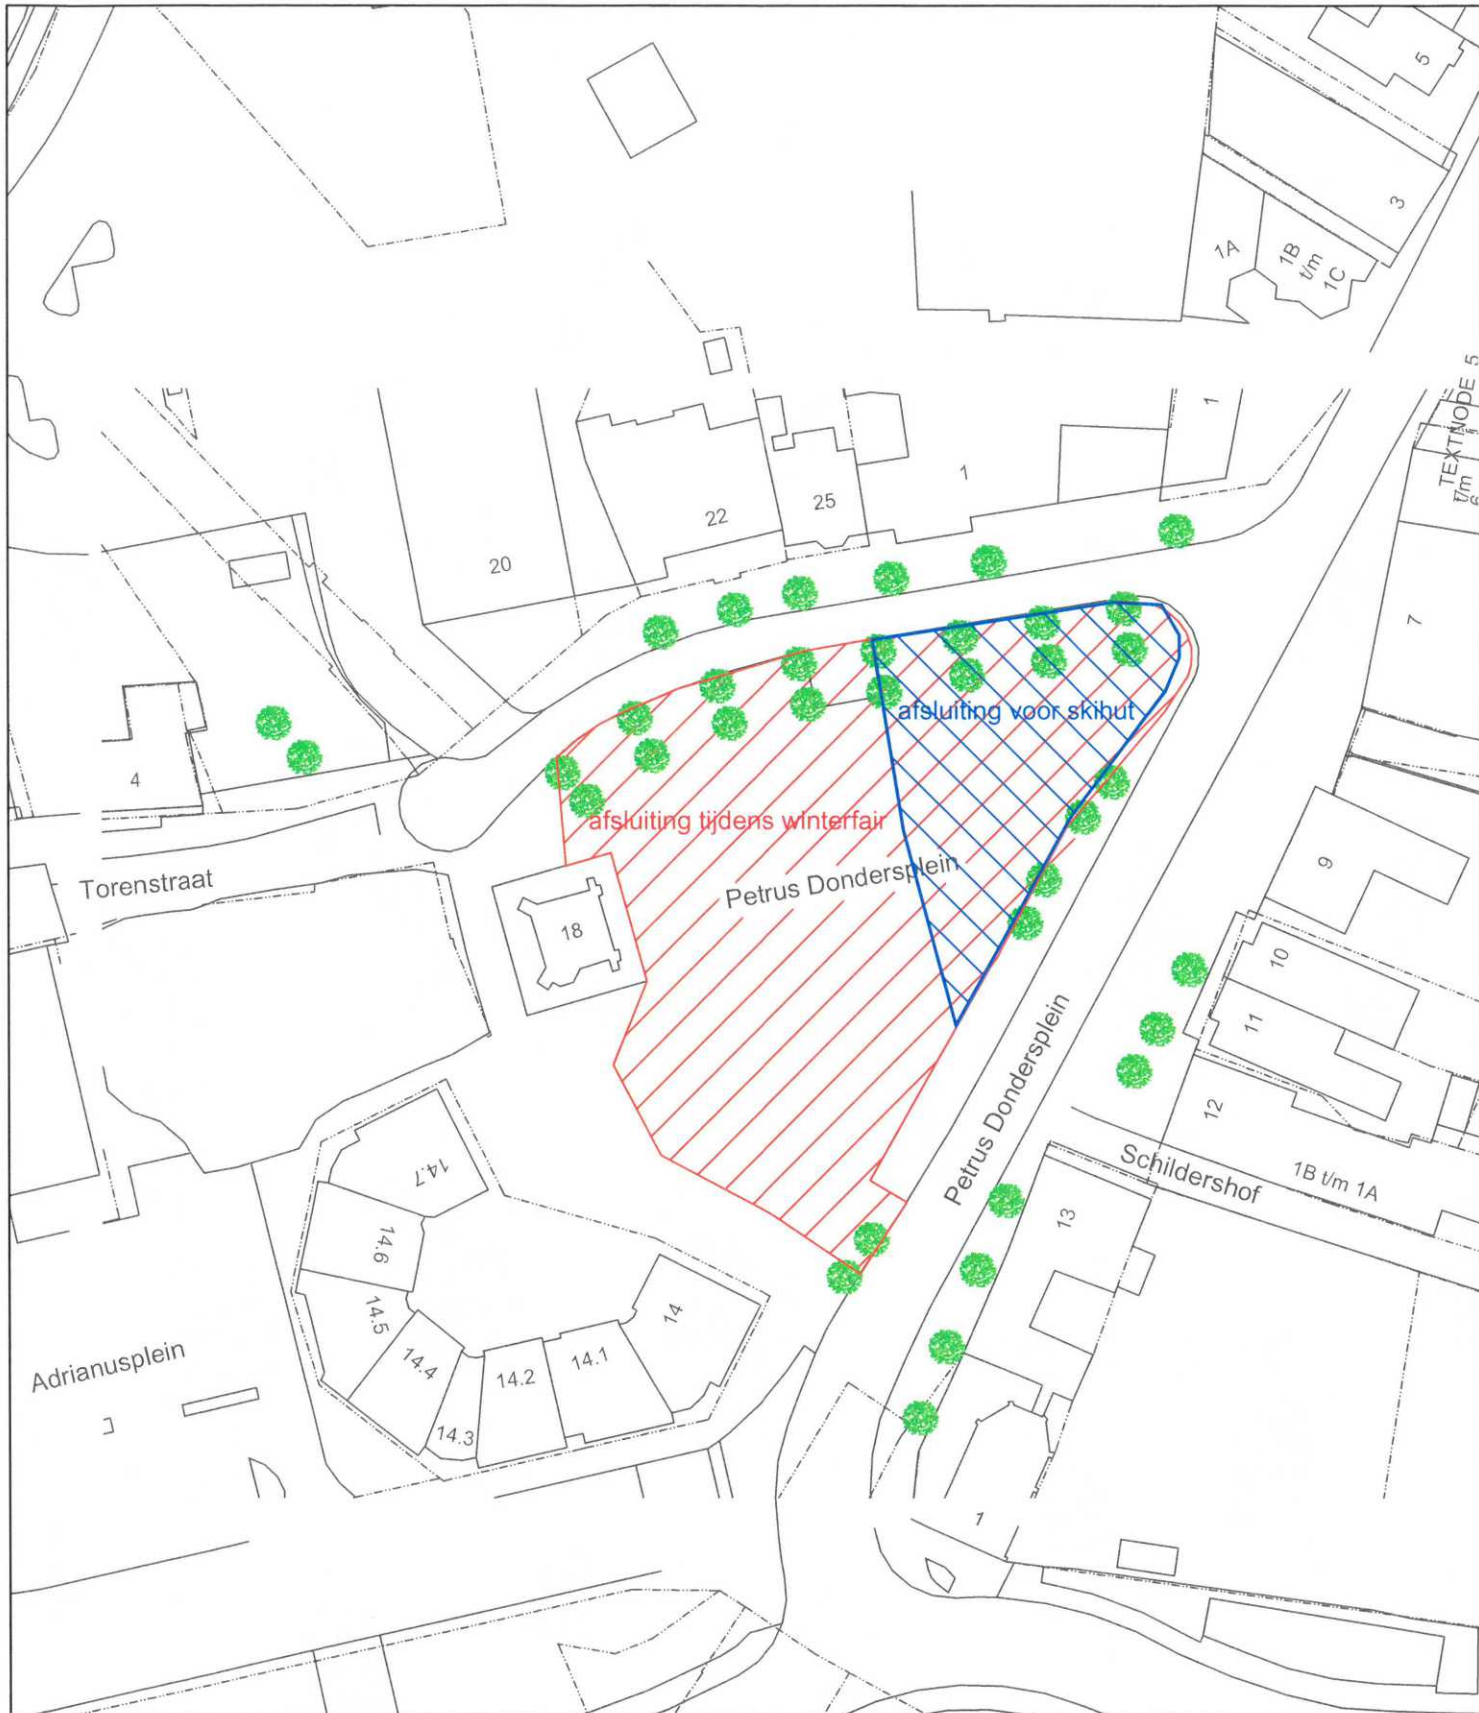 5
3
1A
1B
t/m
1C
TEXTNODE 5
t/m
1
1
25
22
20
7
afsluiting voor skihut
4
afsluiting tijdens winterfair
Petrus Dondersplein
Torenstraat
9
18
10
11
12
Petrus Dondersplein
Schildershof
1B t/m 1A
13
14.7
14.6
14.5
14.4
14.3
14.2
14.1
14
Adrianusplein
1